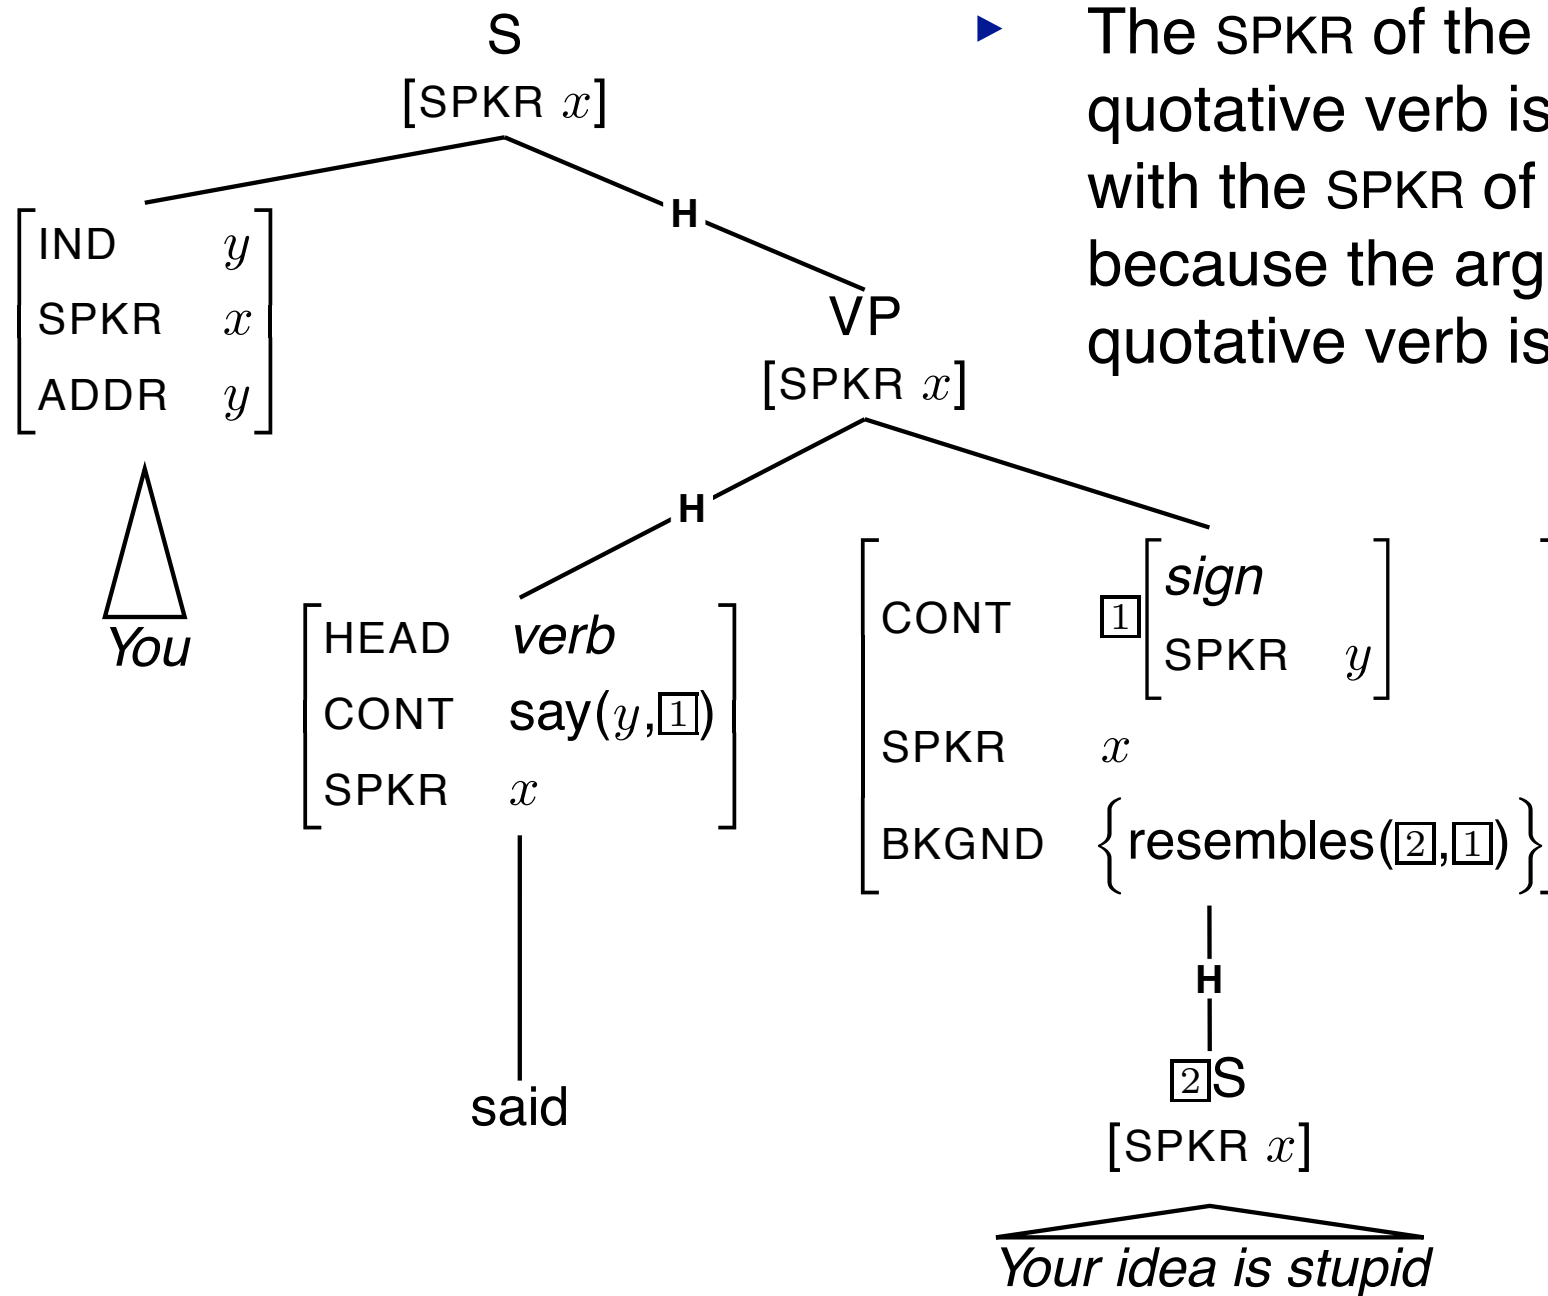 S
[SPKR x]
▶ The SPKR of the
quotative verb is
with the SPKR of
because the arg
quotative verb is
H
IND y
SPKR x
ADDR y
VP
[SPKR x]
You
H
HEAD verb
CONT say(y,1)
SPKR x
CONT 1 sign
SPKR y
SPKR x
BKGND {resembles(2,1)}
said
H
2S
[SPKR x]
Your idea is stupid